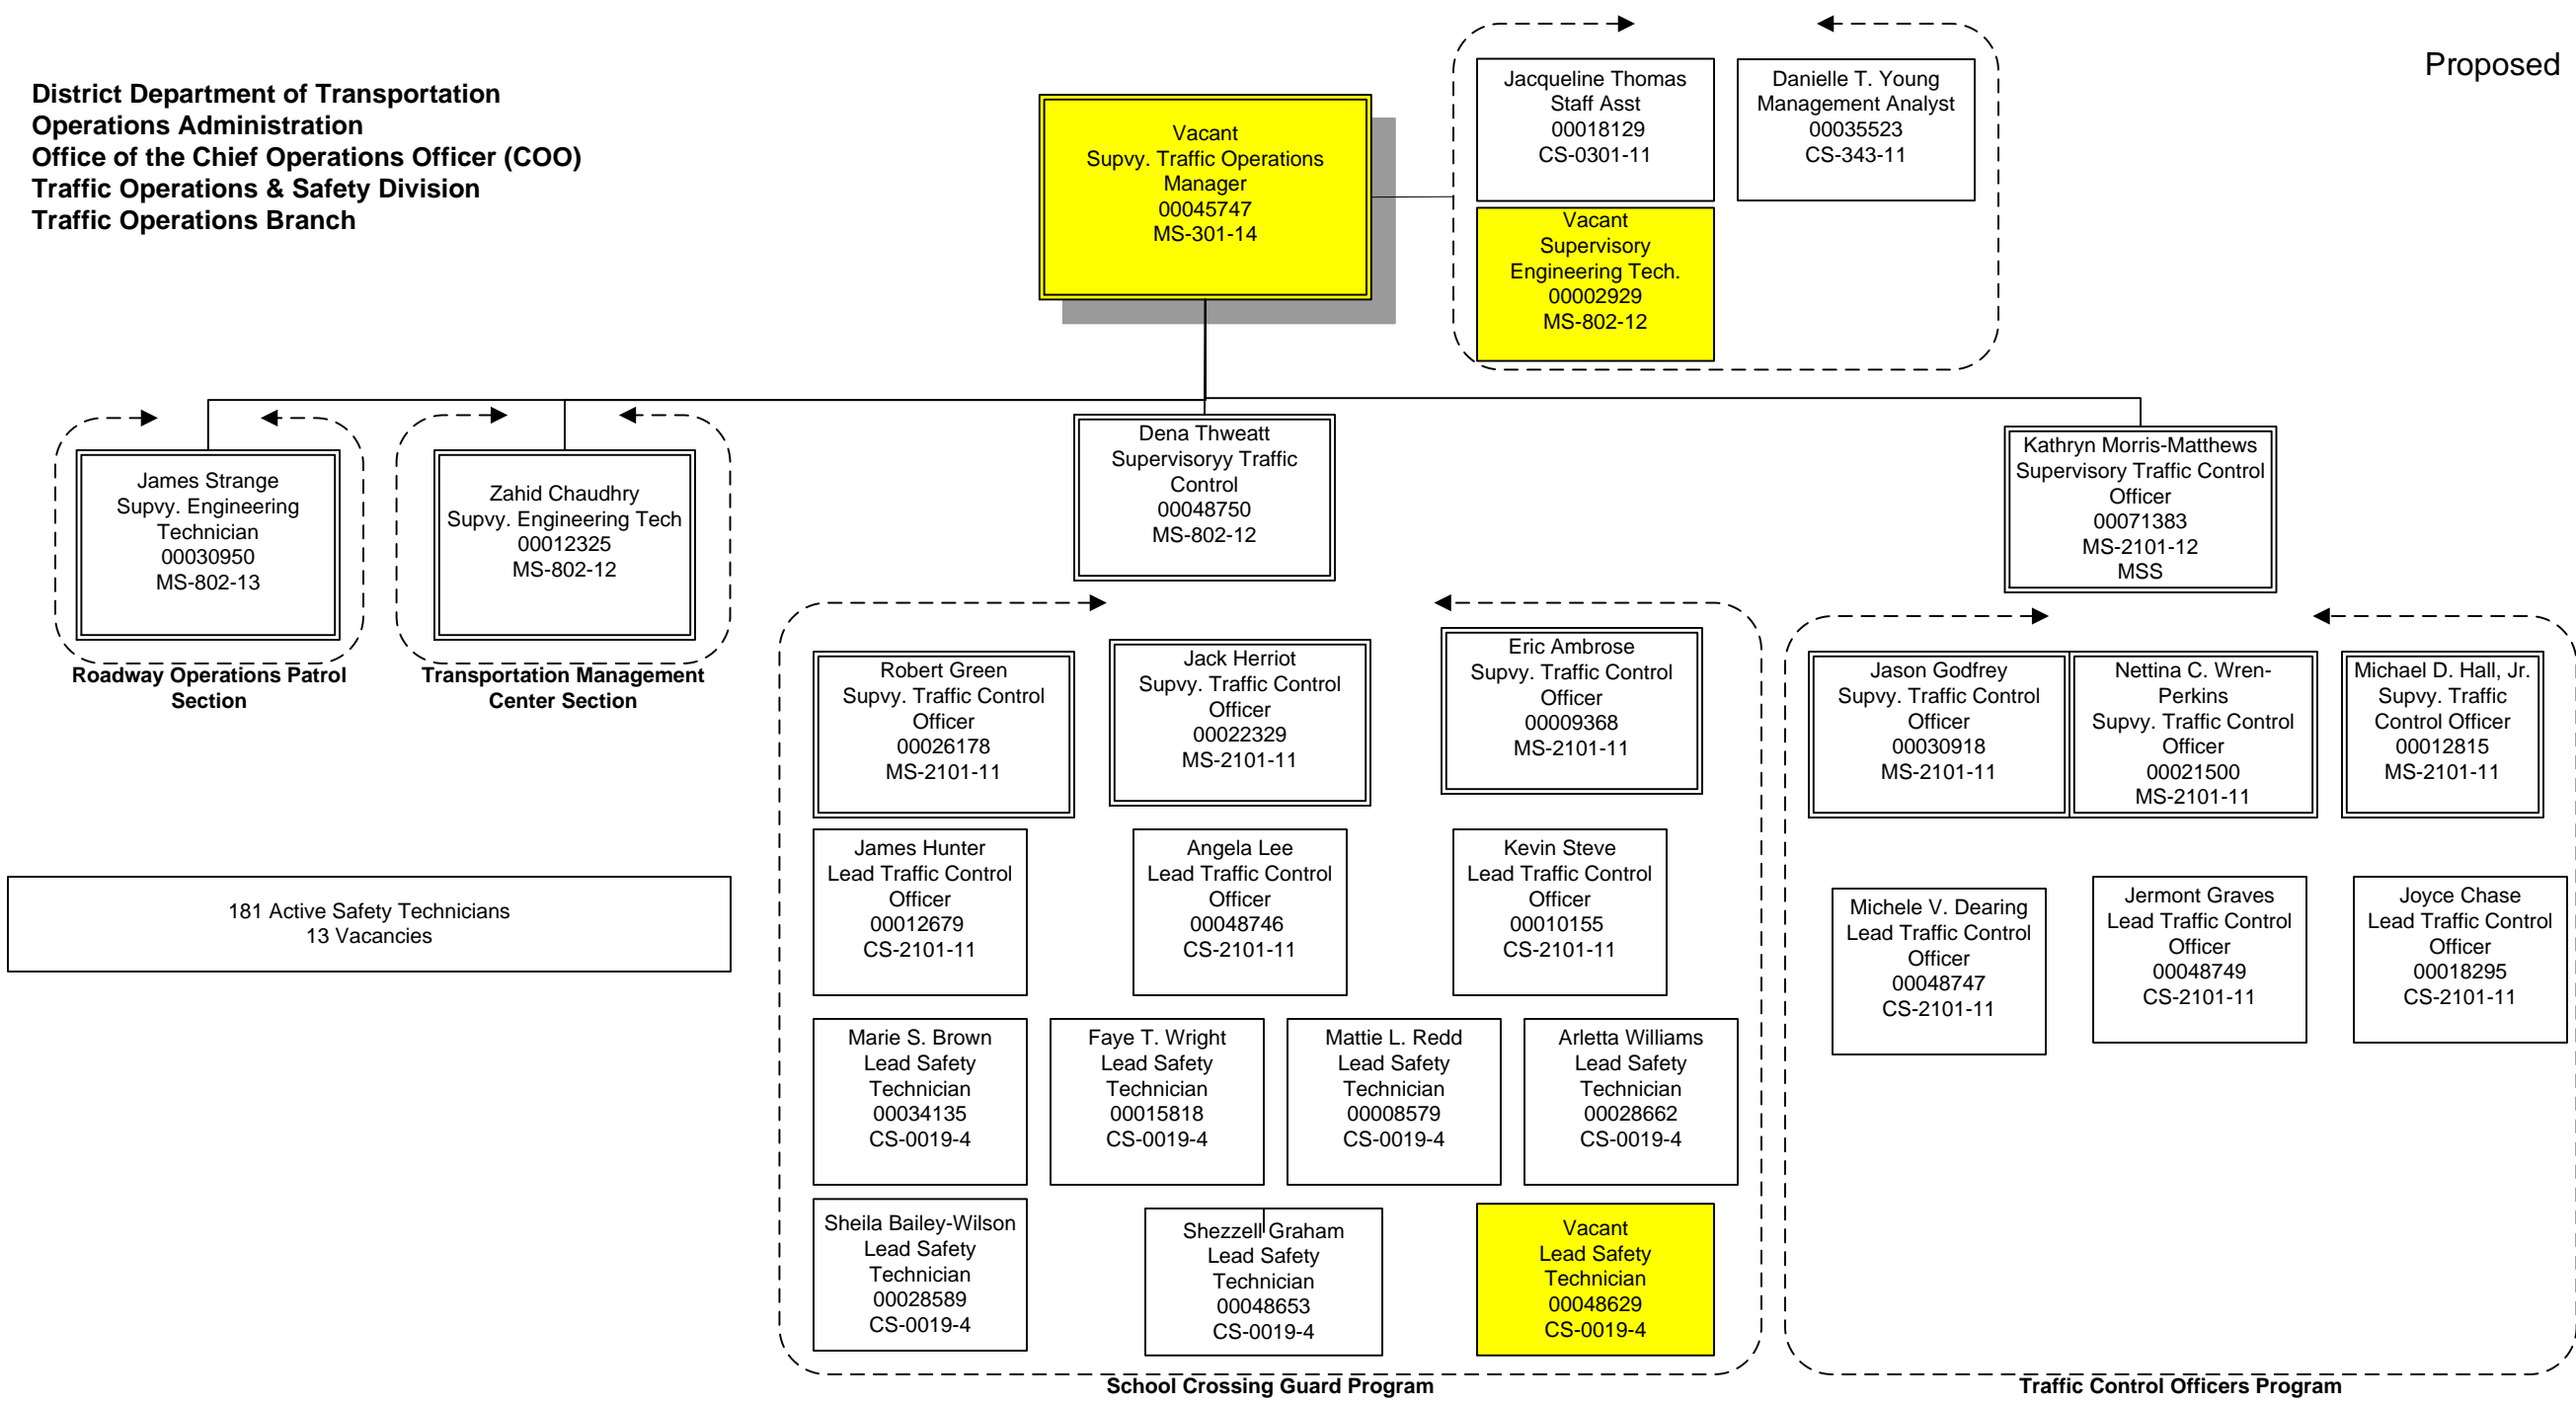 Proposed
District Department of Transportation
Operations Administration
Office of the Chief Operations Officer (COO)
Traffic Operations & Safety Division
Traffic Operations Branch
Vacant
Supvy. Traffic Operations
Manager
00045747
MS-301-14
Jacqueline Thomas
Staff Asst
00018129
CS-0301-11
Danielle T. Young
Management Analyst
00035523
CS-343-11
Vacant
Supervisory
Engineering Tech.
00002929
MS-802-12
James Strange
Supvy. Engineering
Technician
00030950
MS-802-13
Roadway Operations Patrol
Section
Zahid Chaudhry
Supvy. Engineering Tech
00012325
MS-802-12
Transportation Management
Center Section
Dena Thweatt
Supervisoryy Traffic
Control
00048750
MS-802-12
Kathryn Morris-Matthews
Supervisory Traffic Control
Officer
00071383
MS-2101-12
MSS
181 Active Safety Technicians
13 Vacancies
Robert Green
Supvy. Traffic Control
Officer
00026178
MS-2101-11
Jack Herriot
Supvy. Traffic Control
Officer
00022329
MS-2101-11
Eric Ambrose
Supvy. Traffic Control
Officer
00009368
MS-2101-11
James Hunter
Lead Traffic Control
Officer
00012679
CS-2101-11
Angela Lee
Lead Traffic Control
Officer
00048746
CS-2101-11
Kevin Steve
Lead Traffic Control
Officer
00010155
CS-2101-11
Marie S. Brown
Lead Safety
Technician
00034135
CS-0019-4
Faye T. Wright
Lead Safety
Technician
00015818
CS-0019-4
Mattie L. Redd
Lead Safety
Technician
00008579
CS-0019-4
Arletta Williams
Lead Safety
Technician
00028662
CS-0019-4
Sheila Bailey-Wilson
Lead Safety
Technician
00028589
CS-0019-4
Shezzell Graham
Lead Safety
Technician
00048653
CS-0019-4
Vacant
Lead Safety
Technician
00048629
CS-0019-4
School Crossing Guard Program
Jason Godfrey
Supvy. Traffic Control
Officer
00030918
MS-2101-11
Nettina C. Wren-
Perkins
Supvy. Traffic Control
Officer
00021500
MS-2101-11
Michael D. Hall, Jr.
Supvy. Traffic
Control Officer
00012815
MS-2101-11
Michele V. Dearing
Lead Traffic Control
Officer
00048747
CS-2101-11
Jermont Graves
Lead Traffic Control
Officer
00048749
CS-2101-11
Joyce Chase
Lead Traffic Control
Officer
00018295
CS-2101-11
Traffic Control Officers Program